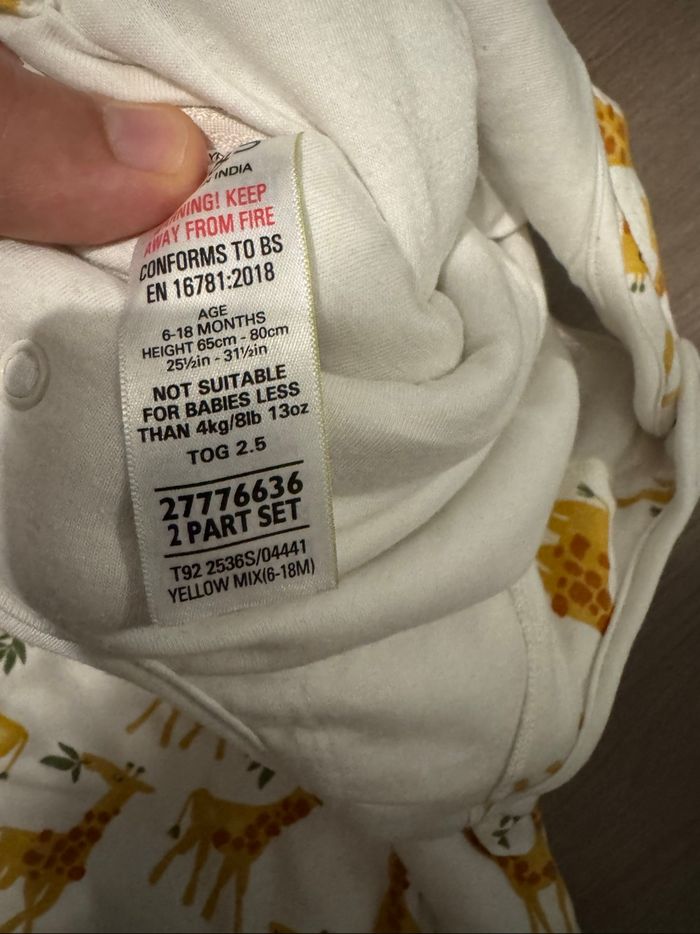 INDIA
WARNING! KEEP
AWAY FROM FIRE
CONFORMS TO BS
EN 16781:2018
AGE
6-18 MONTHS
HEIGHT 65cm - 80cm
25½in - 31½in
NOT SUITABLE
FOR BABIES LESS
THAN 4kg/8lb 13oz
TOG 2.5
27776636
2 PART SET
T92 2536S/04441
YELLOW MIX(6-18M)